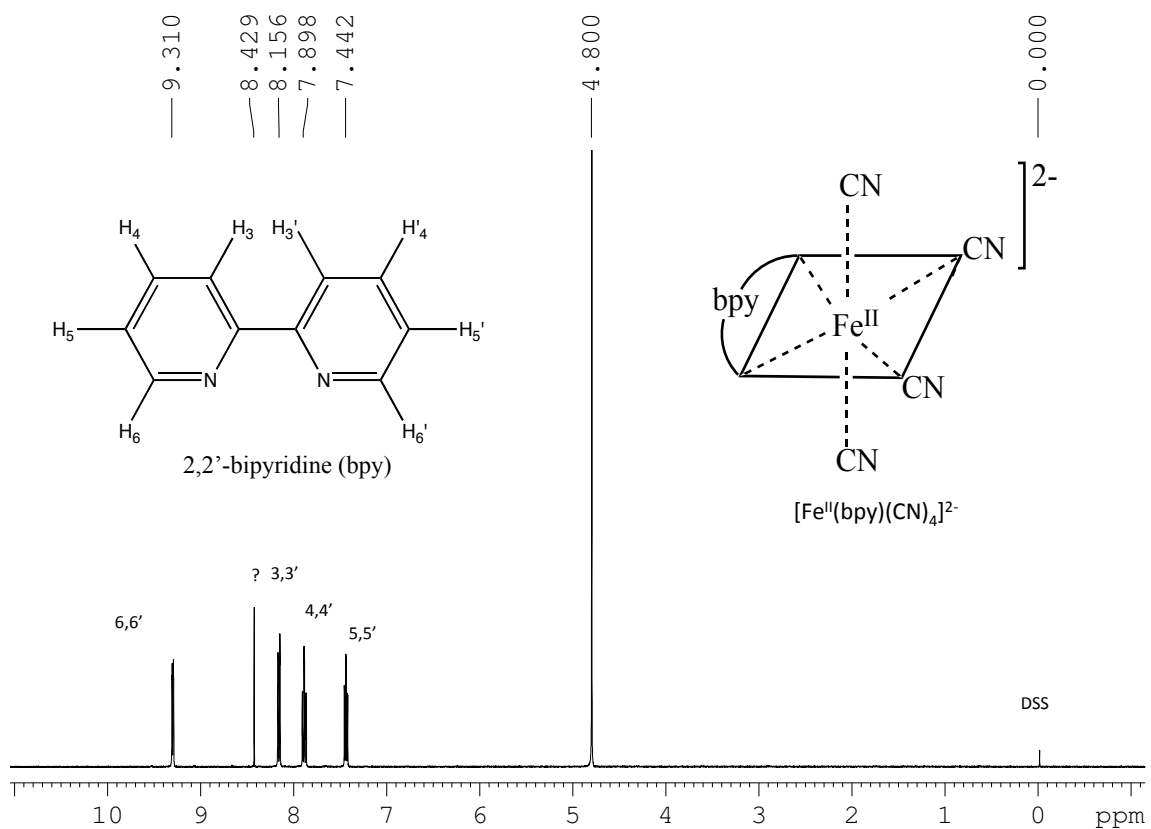 9.310
8.429
8.156
7.898
7.442
4.800
0.000
H4
H3
H3'
H'4
H5
H5'
N
N
H6
H6'
2,2’-bipyridine (bpy)
CN
2-
CN
bpy
FeII
CN
CN
[FeII(bpy)(CN)4]2-
6,6’
?
3,3’
4,4’
5,5’
DSS
10 9 8 7 6 5 4 3 2 1 0 ppm